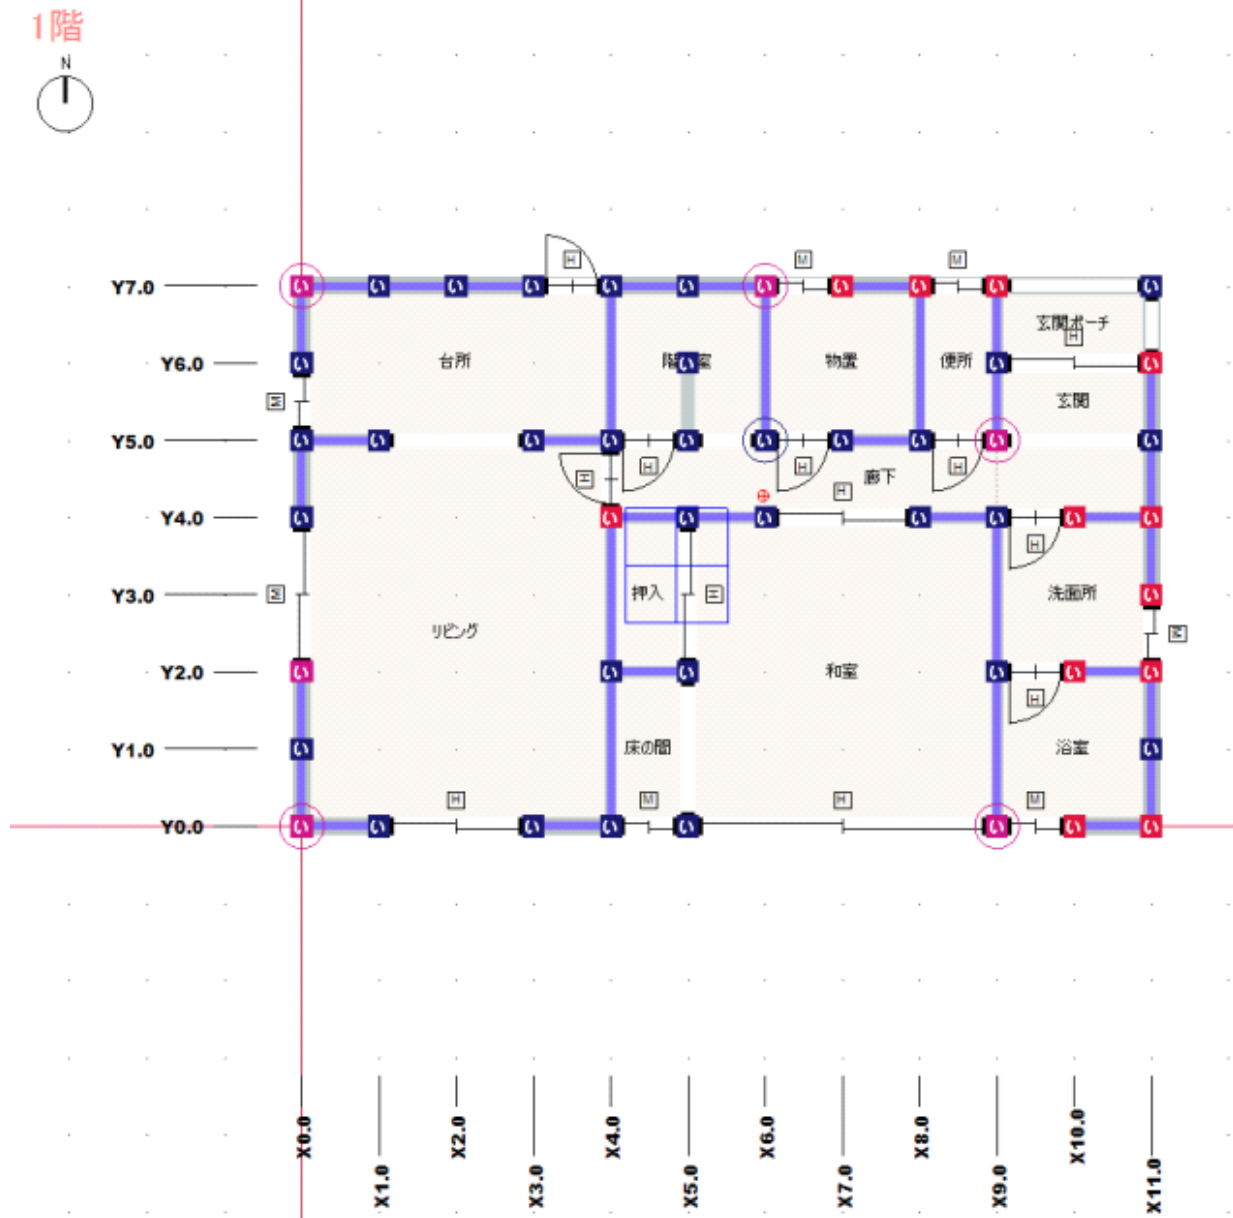 1階
N
H
M
M
Y7.0
玄関ポーチ
H
Y6.0
台所
物置
便所
M
玄関
Y5.0
H
H
H
H
廊下
H
Y4.0
H
Y3.0
M
押入
H
洗面所
リビング
M
Y2.0
和室
H
Y1.0
床の間
浴室
H
M
H
M
Y0.0
X0.0
X1.0
X2.0
X3.0
X4.0
X5.0
X6.0
X7.0
X8.0
X9.0
X10.0
X11.0